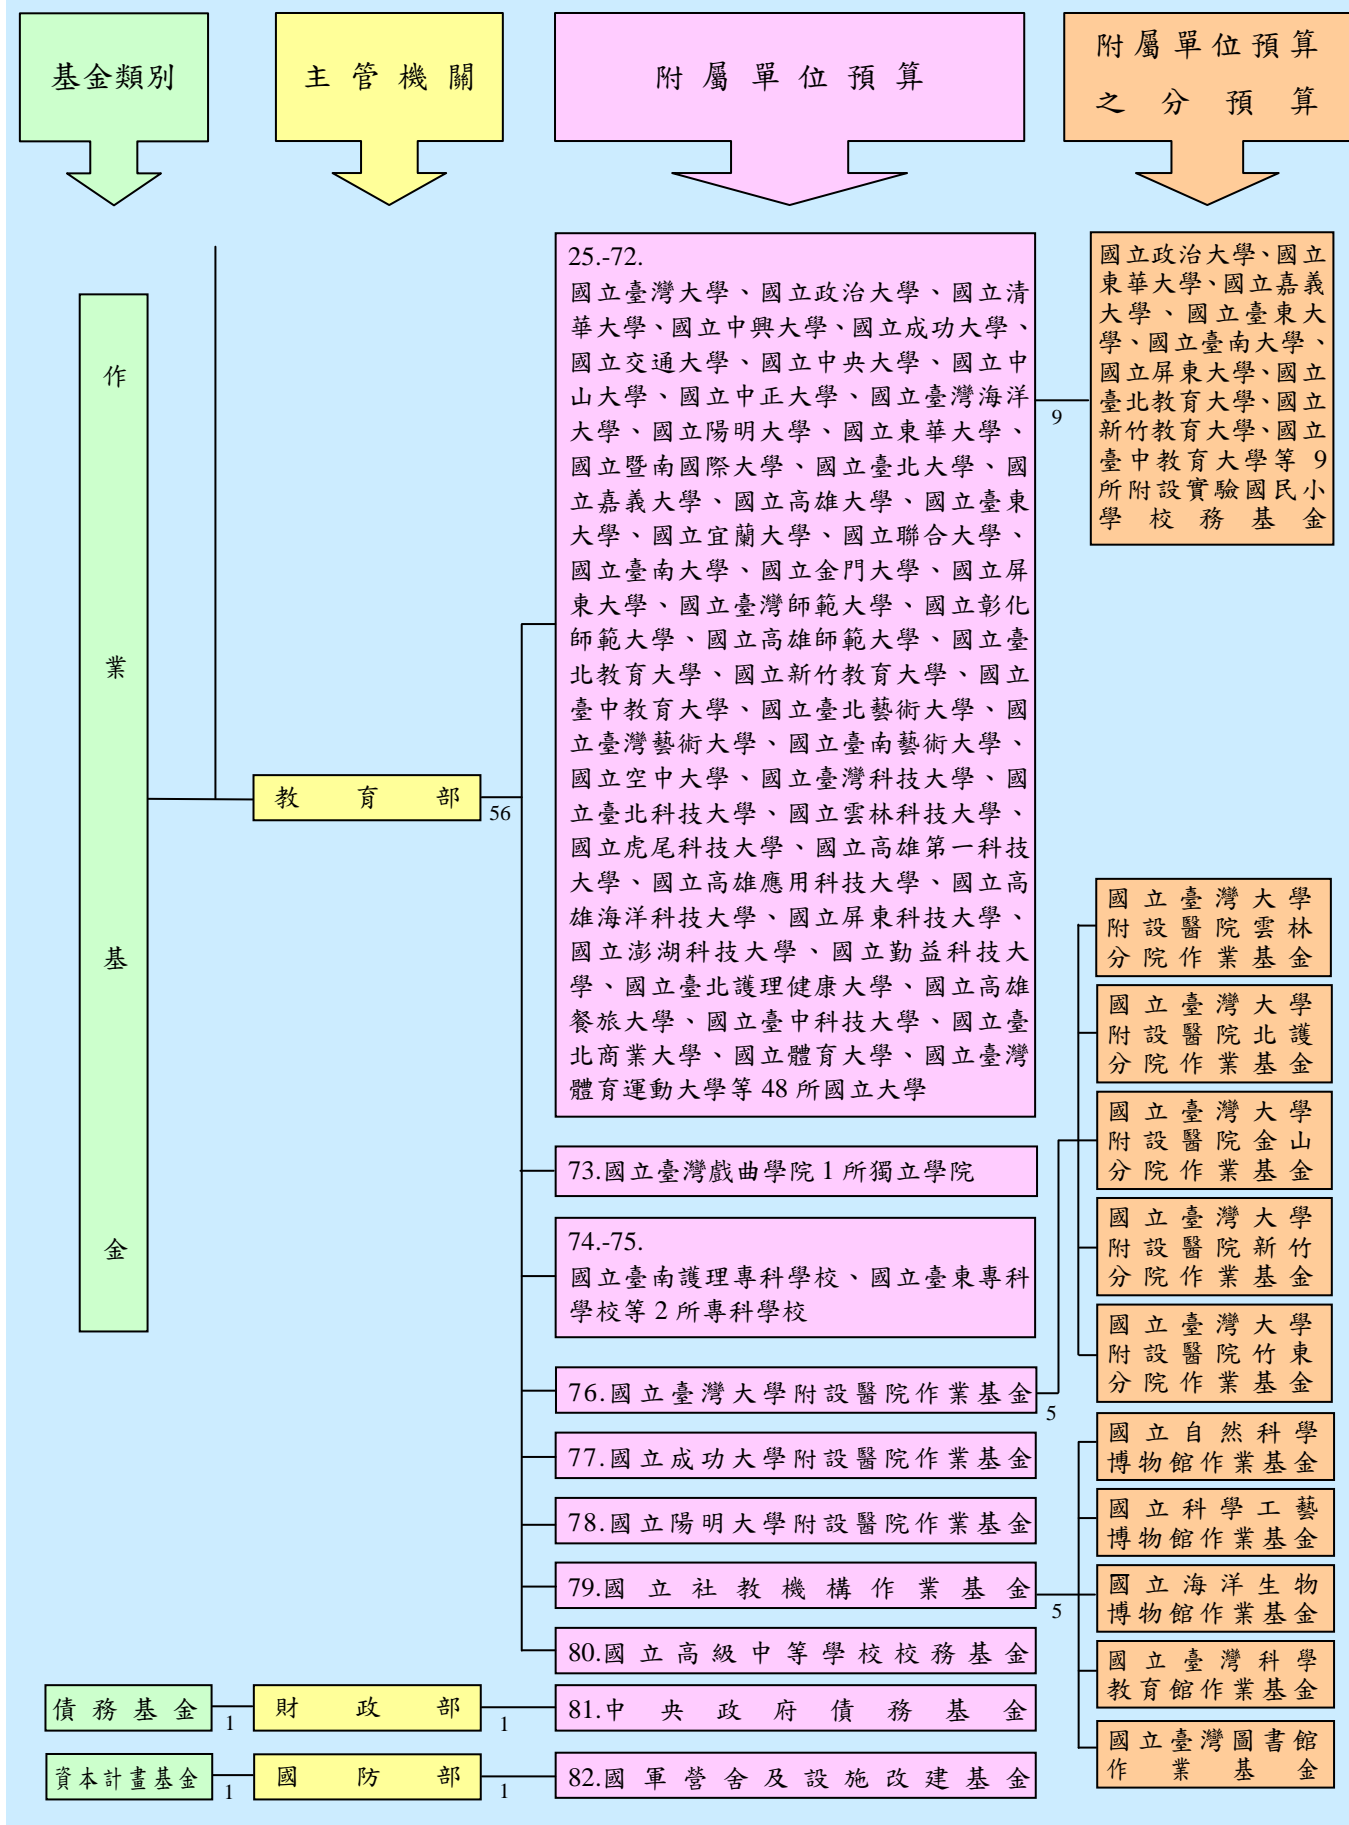 基金類別
主管機關
附屬單位預算
附屬單位預算
之分預算
25.-72.
國立臺灣大學、國立政治大學、國立清
華大學、國立中興大學、國立成功大學、
國立交通大學、國立中央大學、國立中
山大學、國立中正大學、國立臺灣海洋
大學、國立陽明大學、國立東華大學、
國立暨南國際大學、國立臺北大學、國
立嘉義大學、國立高雄大學、國立臺東
大學、國立宜蘭大學、國立聯合大學、
國立臺南大學、國立金門大學、國立屏
東大學、國立臺灣師範大學、國立彰化
師範大學、國立高雄師範大學、國立臺
北教育大學、國立新竹教育大學、國立
臺中教育大學、國立臺北藝術大學、國
立臺灣藝術大學、國立臺南藝術大學、
國立空中大學、國立臺灣科技大學、國
立臺北科技大學、國立雲林科技大學、
國立虎尾科技大學、國立高雄第一科技
大學、國立高雄應用科技大學、國立高
雄海洋科技大學、國立屏東科技大學、
國立澎湖科技大學、國立勤益科技大
學、國立臺北護理健康大學、國立高雄
餐旅大學、國立臺中科技大學、國立臺
北商業大學、國立體育大學、國立臺灣
體育運動大學等 48 所國立大學
9
國立政治大學、國立
東華大學、國立嘉義
大學、國立臺東大
學、國立臺南大學、
國立屏東大學、國立
臺北教育大學、國立
新竹教育大學、國立
臺中教育大學等 9
所附設實驗國民小
學校務基金
作業基金
教育部
56
73.國立臺灣戲曲學院 1 所獨立學院
74.-75.
國立臺南護理專科學校、國立臺東專科
學校等 2 所專科學校
76.國立臺灣大學附設醫院作業基金
5
國立臺灣大學
附設醫院雲林
分院作業基金
國立臺灣大學
附設醫院北護
分院作業基金
國立臺灣大學
附設醫院金山
分院作業基金
國立臺灣大學
附設醫院新竹
分院作業基金
國立臺灣大學
附設醫院竹東
分院作業基金
77.國立成功大學附設醫院作業基金
78.國立陽明大學附設醫院作業基金
79.國立社教機構作業基金
5
國立自然科學
博物館作業基金
國立科學工藝
博物館作業基金
國立海洋生物
博物館作業基金
國立臺灣科學
教育館作業基金
國立臺灣圖書館
作業基金
80.國立高級中等學校校務基金
債務基金
1
財政部
1
81.中央政府債務基金
資本計畫基金
1
國防部
1
82.國軍營舍及設施改建基金